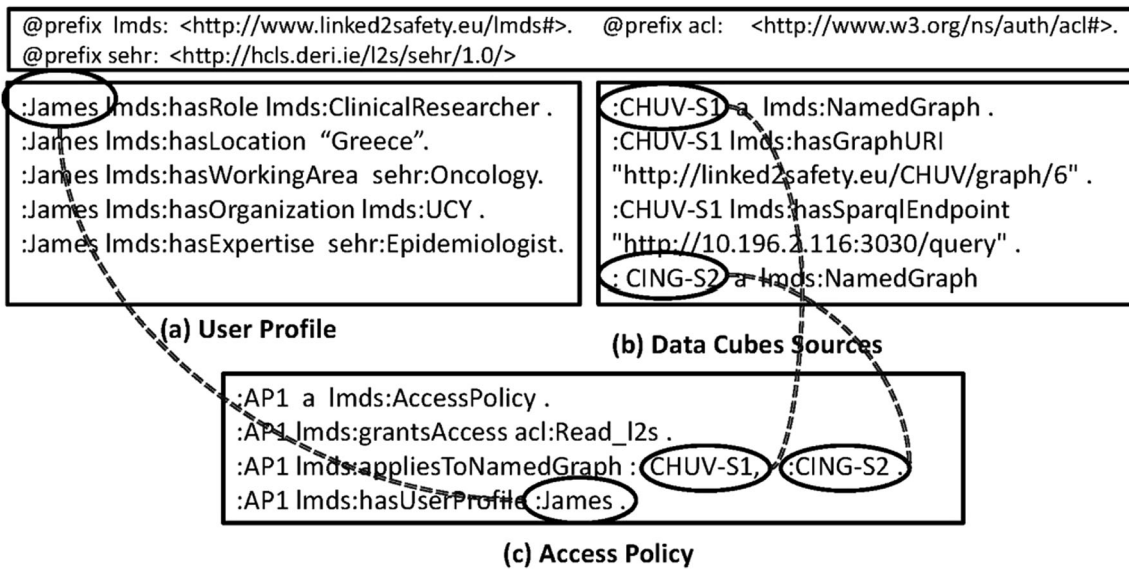 @prefix lmds: <http://www.linked2safety.eu/lmds#>. @prefix acl: <http://www.w3.org/ns/auth/acl#>.
@prefix sehr: <http://hcls.deri.ie/l2s/sehr/1.0/>
:James lmds:hasRole lmds:ClinicalResearcher .
:James lmds:hasLocation “Greece”.
:James lmds:hasWorkingArea sehr:Oncology.
:James lmds:hasOrganization lmds:UCY .
:James lmds:hasExpertise sehr:Epidemiologist.
(a) User Profile
:CHUV-S1 a lmds:NamedGraph .
:CHUV-S1 lmds:hasGraphURI
"http://linked2safety.eu/CHUV/graph/6" .
:CHUV-S1 lmds:hasSparqlEndpoint
"http://10.196.2.116:3030/query" .
: CING-S2 a lmds:NamedGraph
(b) Data Cubes Sources
:AP1 a lmds:AccessPolicy .
:AP1 lmds:grantsAccess acl:Read_l2s .
:AP1 lmds:appliesToNamedGraph : CHUV-S1, :CING-S2 .
:AP1 lmds:hasUserProfile :James .
(c) Access Policy